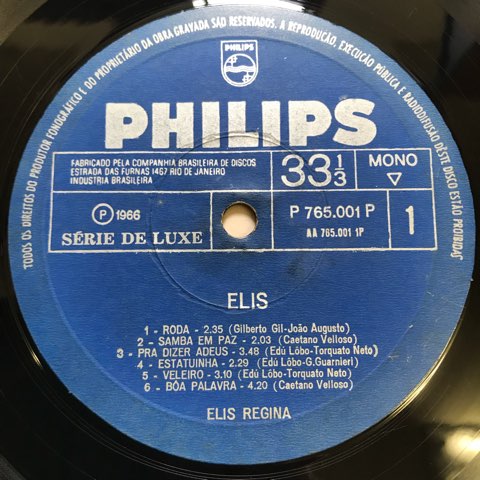 TODOS OS DIREITOS DO PRODUTOR FONOGRÁFICO E DO PROPRIETÁRIO DA OBRA GRAVADA SÃO RESERVADOS. A REPRODUÇÃO, EXECUÇÃO PÚBLICA E RADIODIFUSÃO DÊSTE DISCO ESTÃO PROIBIDAS
PHILIPS
PHILIPS
FABRICADO PELA COMPANHIA BRASILEIRA DE DISCOS
ESTRADA DAS FURNAS 1467 RIO DE JANEIRO
INDUSTRIA BRASILEIRA
33 1/3
MONO
P 1966
SÉRIE DE LUXE
P 765.001 P
AA 765.001 1P
1
ELIS
1 - RODA - 2.35 (Gilberto Gil-João Augusto)
2 - SAMBA EM PAZ - 2.03 (Caetano Velloso)
3 - PRA DIZER ADEUS - 3.48 (Edú Lôbo-Torquato Neto)
4 - ESTATUINHA - 2.29 (Edú Lôbo-G.Guarnieri)
5 - VELEIRO - 3.10 (Edú Lôbo-Torquato Neto)
6 - BÔA PALAVRA - 4.20 (Caetano Velloso)
ELIS REGINA